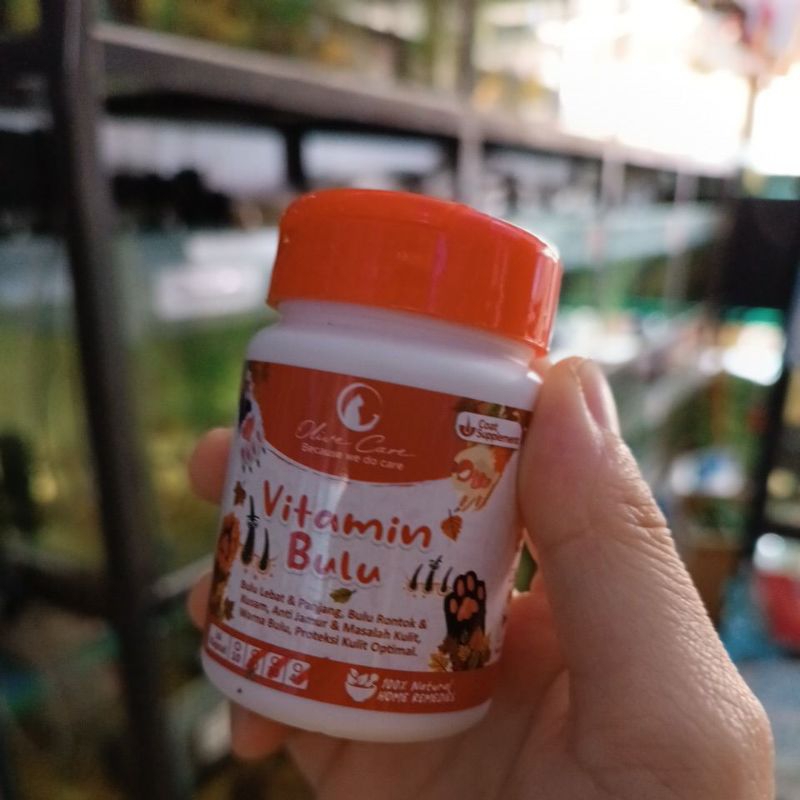 Olive Care
Because we do care
Coat
Supplement
Vitamin
Bulu
Bulu Lebat & Panjang, Bulu Rontok &
Kusam, Anti Jamur & Masalah Kulit,
Warna Bulu, Proteksi Kulit Optimal.
100% Natural
HOME REMEDIES